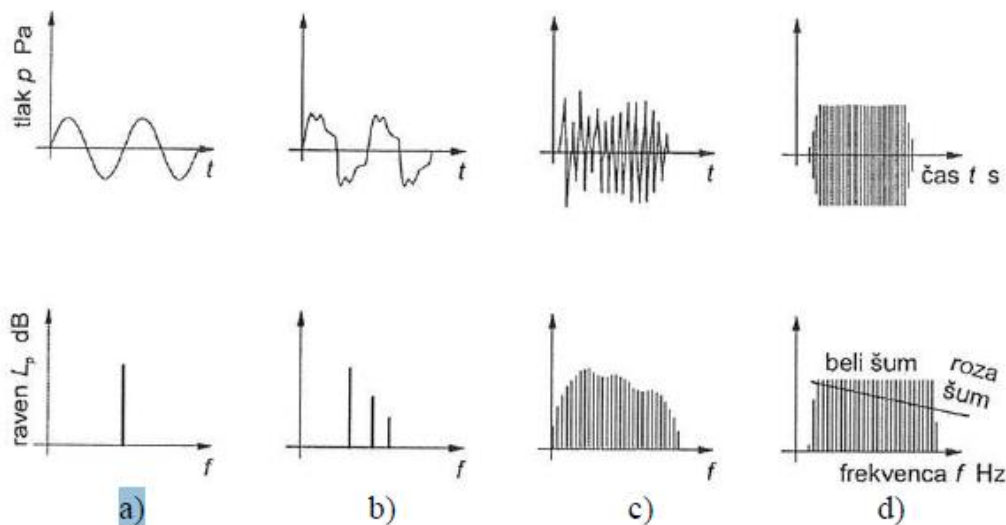 tlak p Pa
t
t
t
čas t s
raven Lp dB
f
f
f
beli šum
roza
šum
frekvenca f Hz
a)
b)
c)
d)